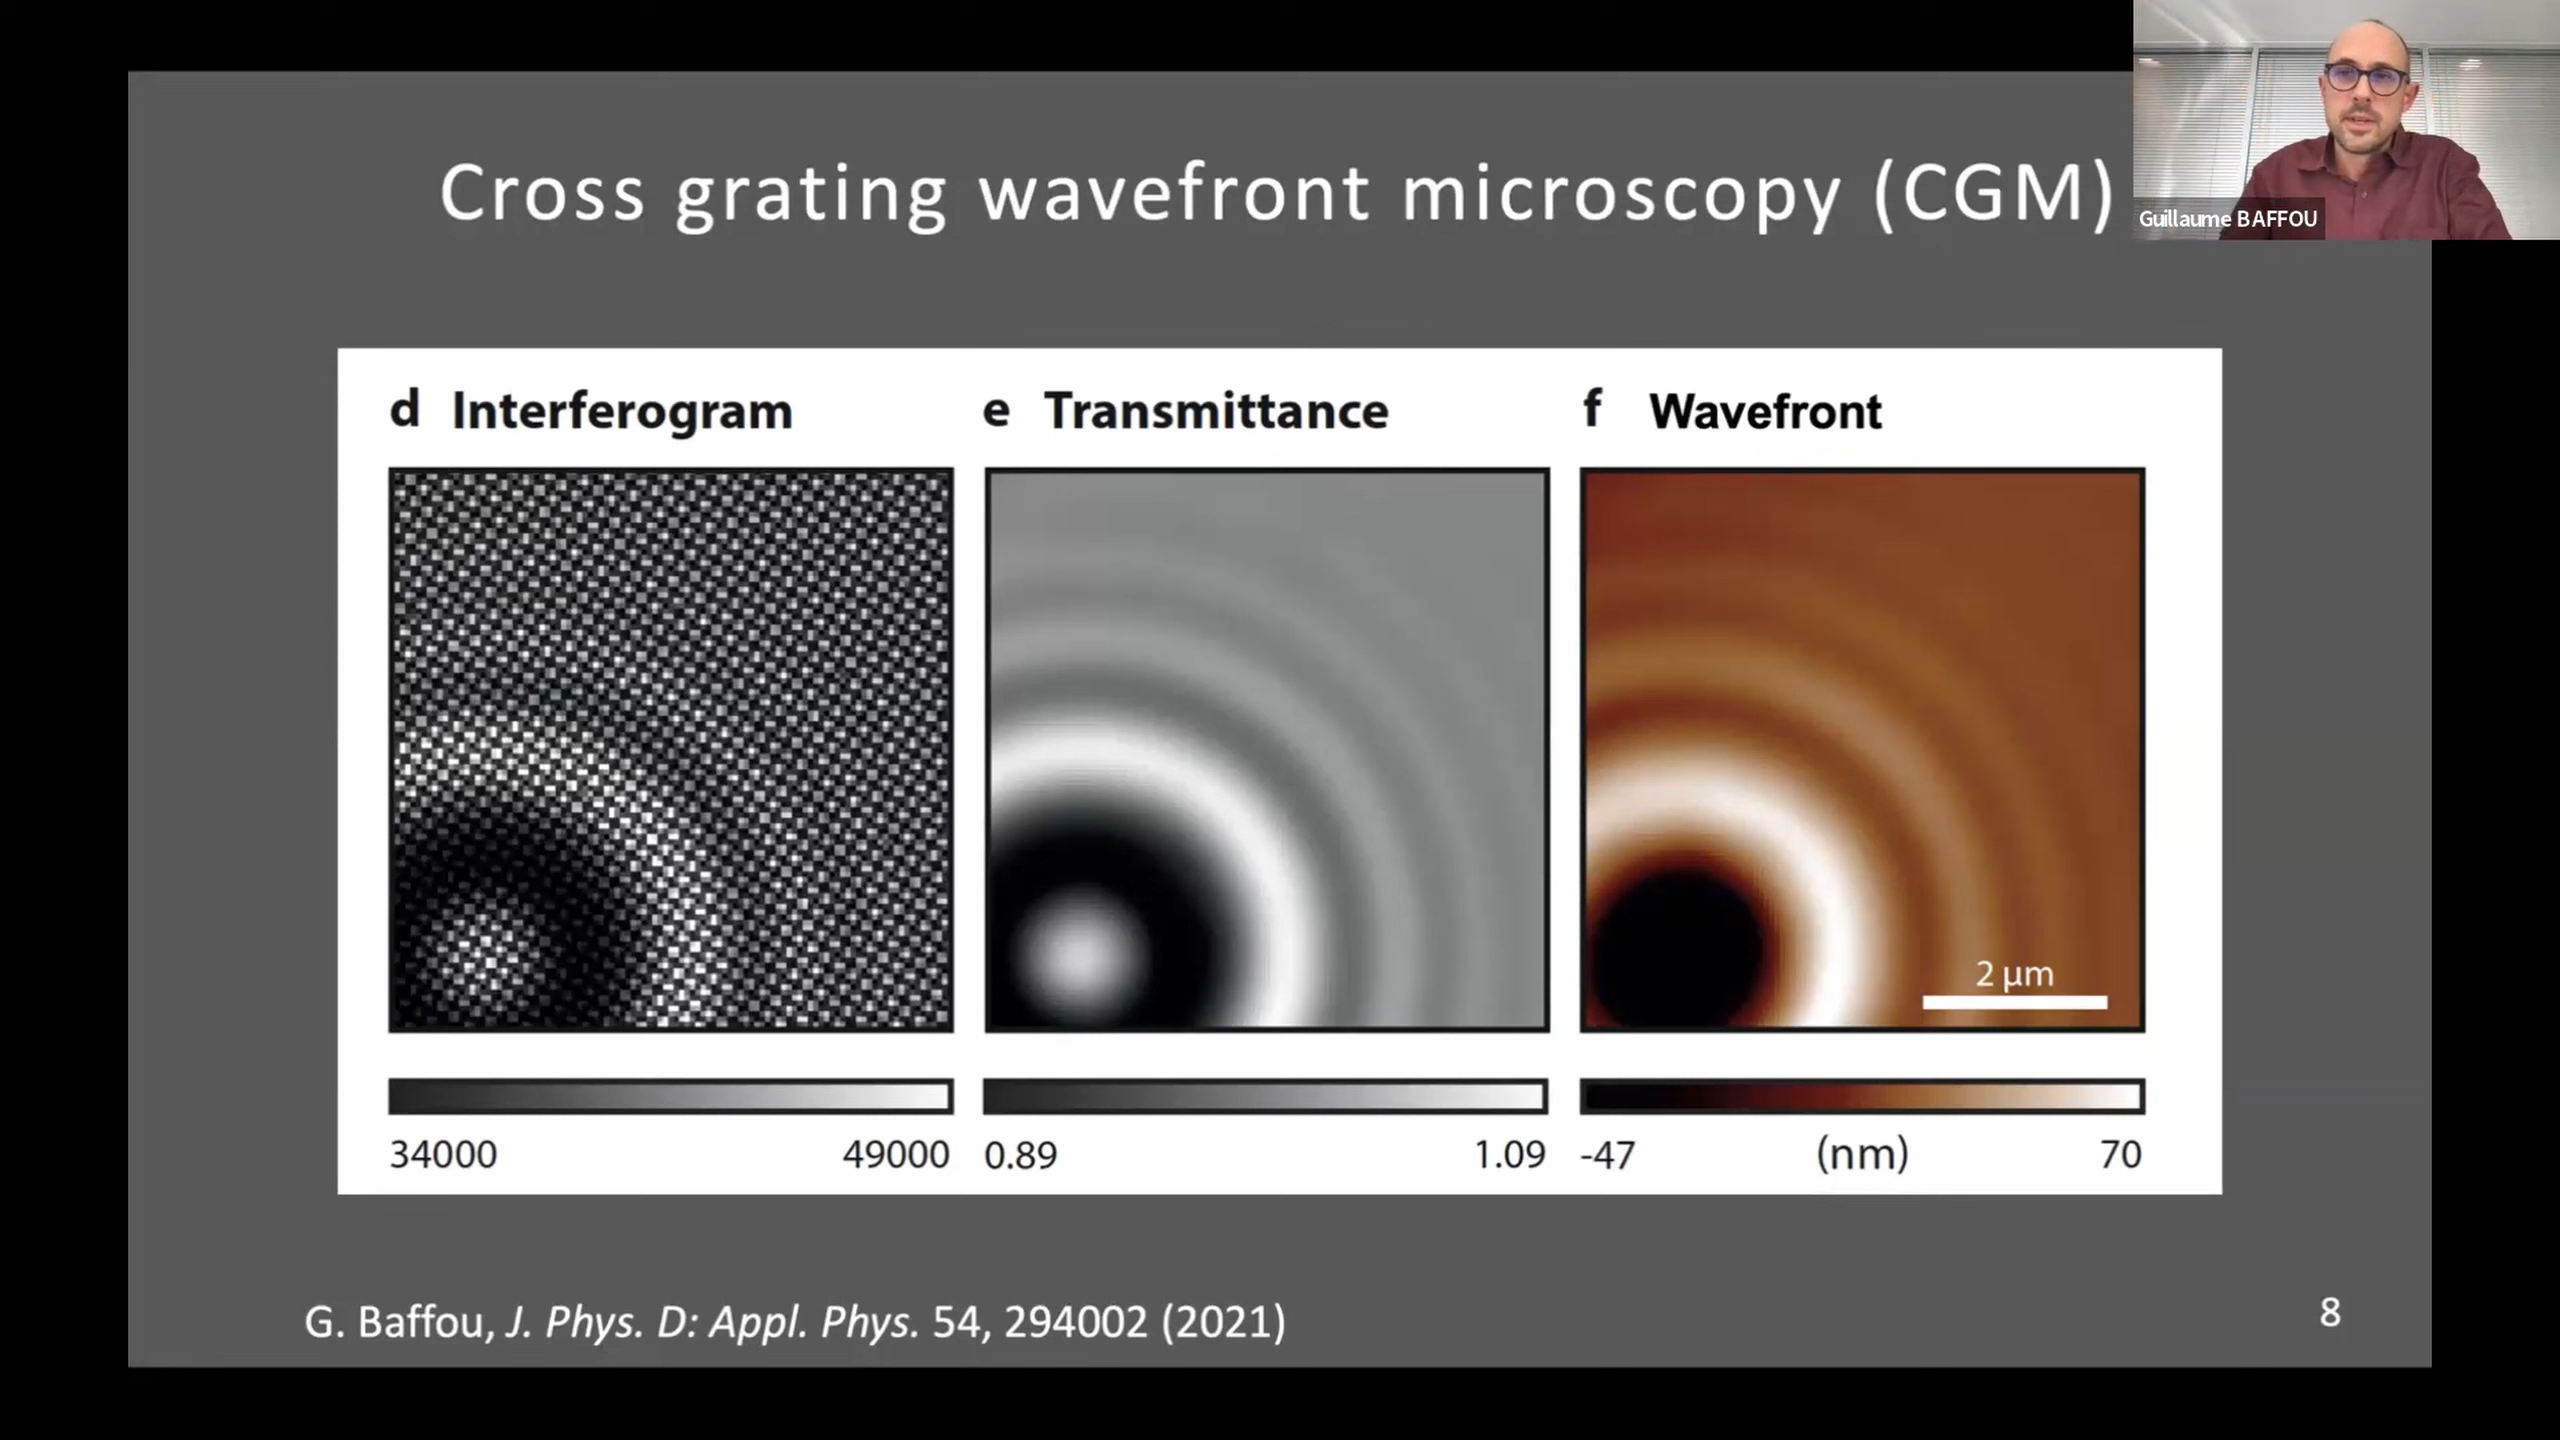 Cross grating wavefront microscopy (CGM)
Guillaume BAFFOU
d Interferogram
e Transmittance
f Wavefront
2 µm
34000 49000
0.89 1.09
-47 (nm) 70
G. Baffou, J. Phys. D: Appl. Phys. 54, 294002 (2021)
8